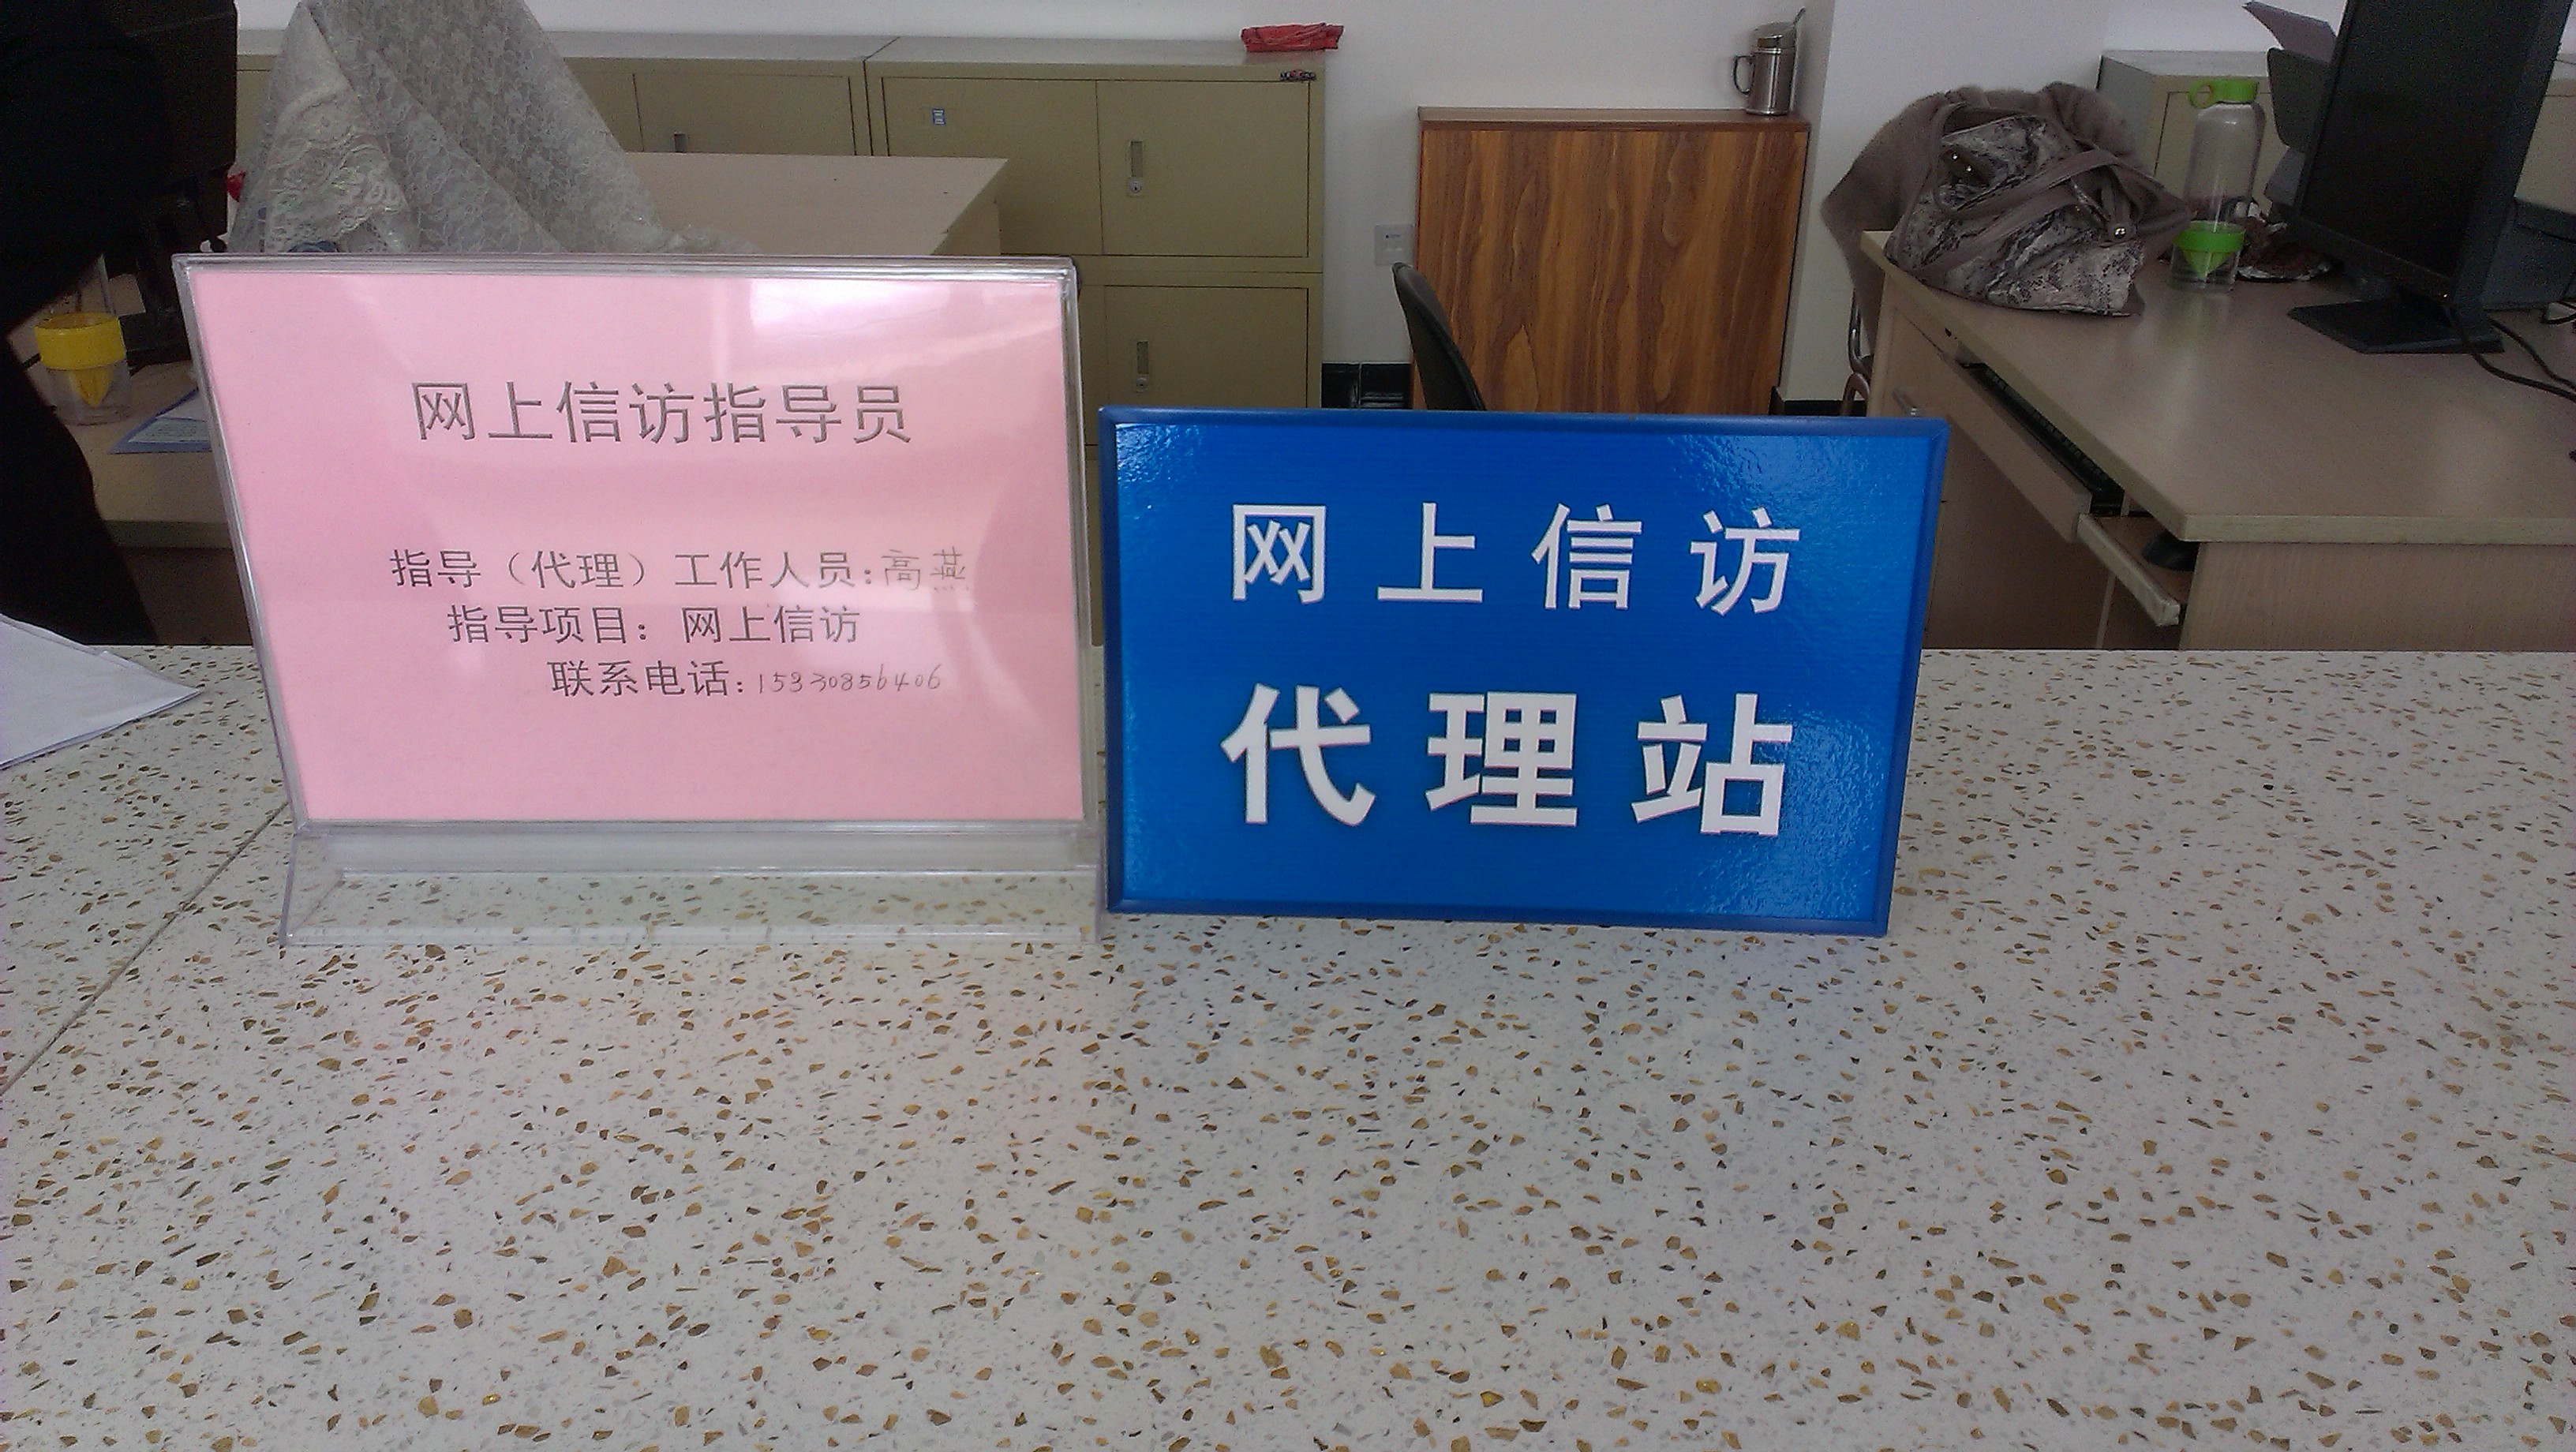 网上信访指导员
指导（代理）工作人员：高燕
指导项目：网上信访
联系电话：15330856406
网上信访
代理站